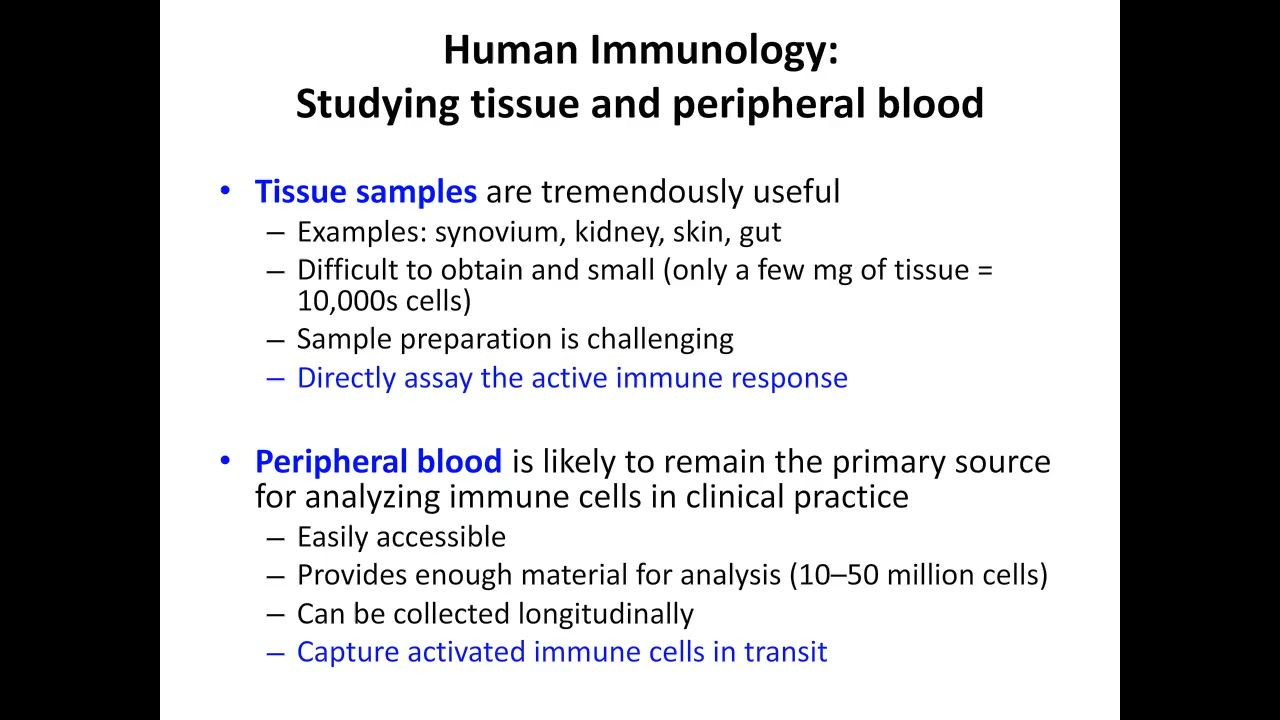 Human Immunology:
Studying tissue and peripheral blood
• Tissue samples are tremendously useful
– Examples: synovium, kidney, skin, gut
– Difficult to obtain and small (only a few mg of tissue =
10,000s cells)
– Sample preparation is challenging
– Directly assay the active immune response
• Peripheral blood is likely to remain the primary source
for analyzing immune cells in clinical practice
– Easily accessible
– Provides enough material for analysis (10–50 million cells)
– Can be collected longitudinally
– Capture activated immune cells in transit